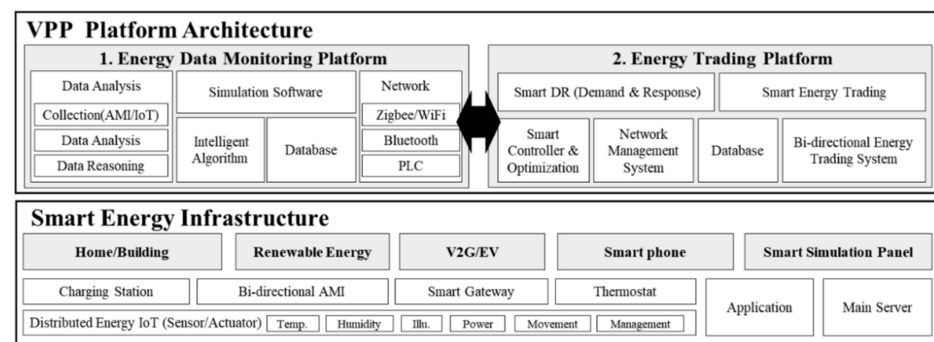 VPP Platform Architecture
1. Energy Data Monitoring Platform
Data Analysis
Collection(AMI/IoT)
Data Analysis
Data Reasoning
Simulation Software
Intelligent
Algorithm
Database
Network
Zigbee/WiFi
Bluetooth
PLC
2. Energy Trading Platform
Smart DR (Demand & Response)
Smart Energy Trading
Smart
Controller &
Optimization
Network
Management
System
Database
Bi-directional Energy
Trading System
Smart Energy Infrastructure
Home/Building
Renewable Energy
V2G/EV
Smart phone
Smart Simulation Panel
Charging Station
Bi-directional AMI
Smart Gateway
Thermostat
Application
Main Server
Distributed Energy IoT (Sensor/Actuator)
Temp.
Humidity
Illu.
Power
Movement
Management